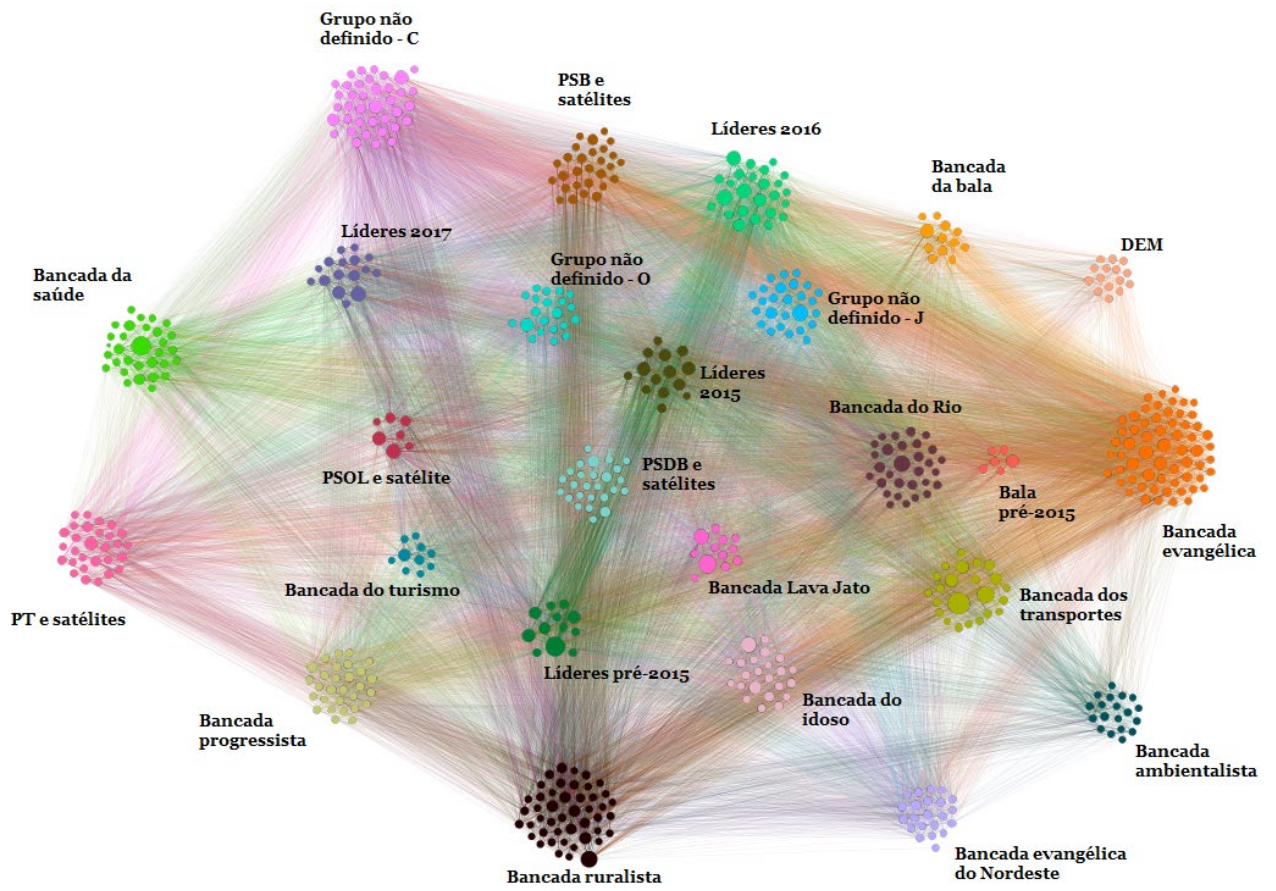 Grupo não
definido - C
PSB e
satélites
Líderes 2016
Bancada
da bala
DEM
Líderes 2017
Bancada da
saúde
Grupo não
definido - O
Grupo não
definido - J
Líderes
2015
Bancada do Rio
PSOL e satélite
PSDB e
satélites
Bala
pré-2015
Bancada
evangélica
PT e satélites
Bancada do turismo
Bancada Lava Jato
Bancada dos
transportes
Líderes pré-2015
Bancada
progressista
Bancada do
idoso
Bancada
ambientalista
Bancada ruralista
Bancada evangélica
do Nordeste